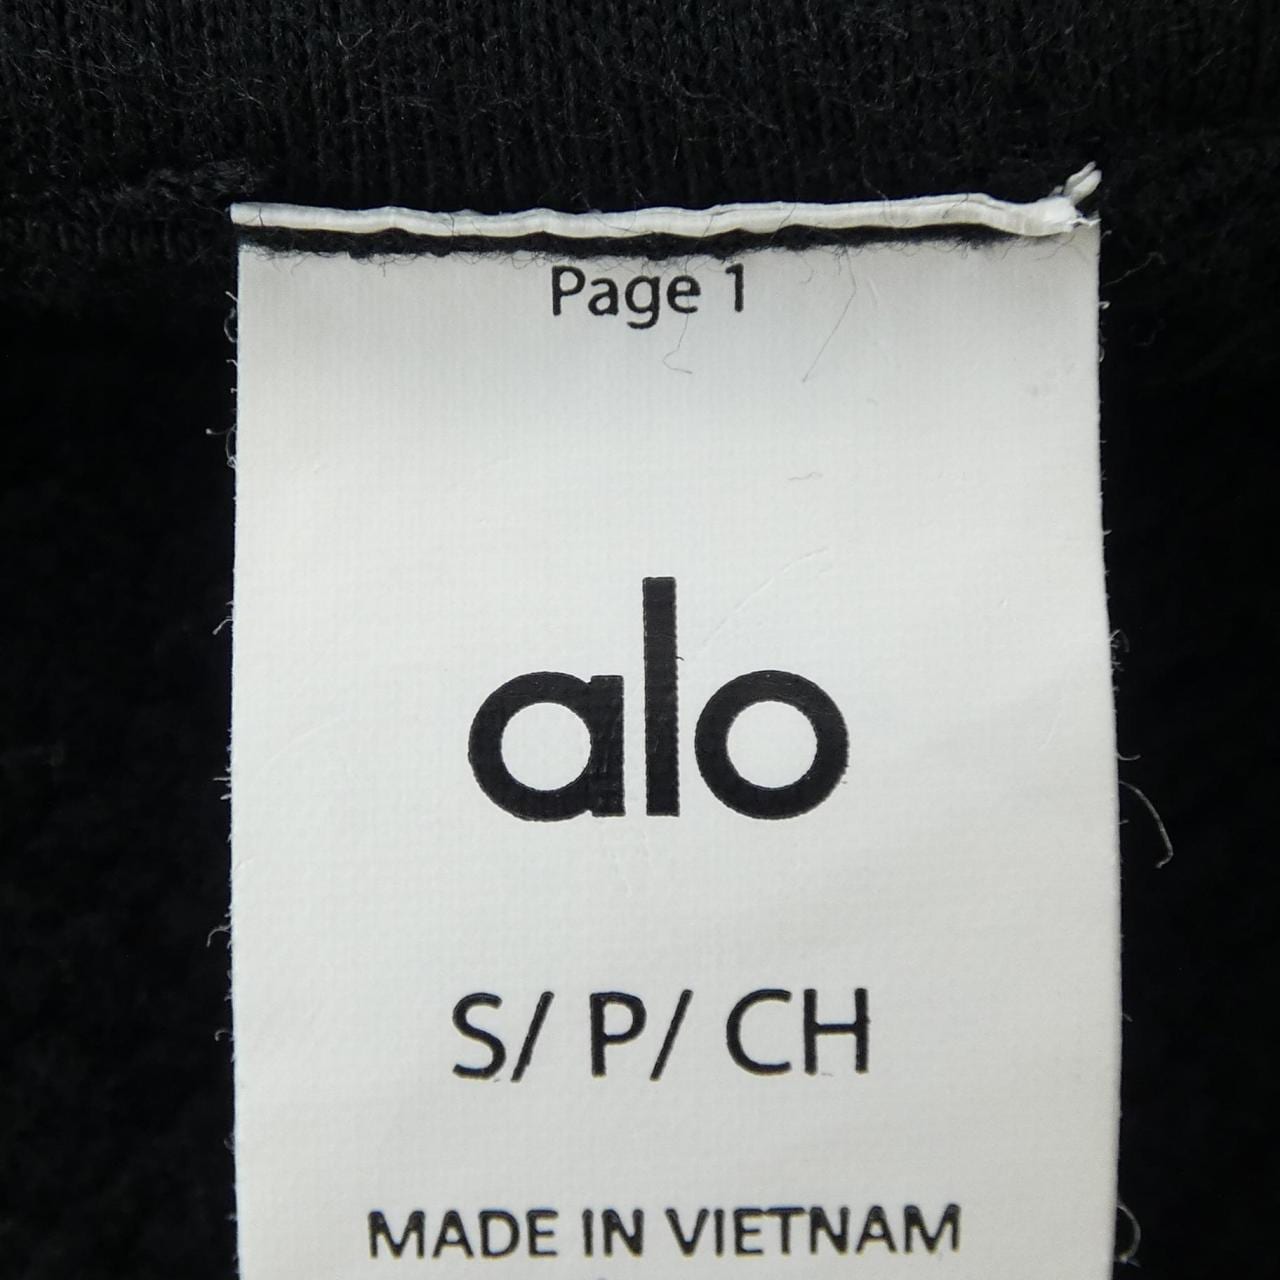 Page 1
alo
S/ P/ CH
MADE IN VIETNAM